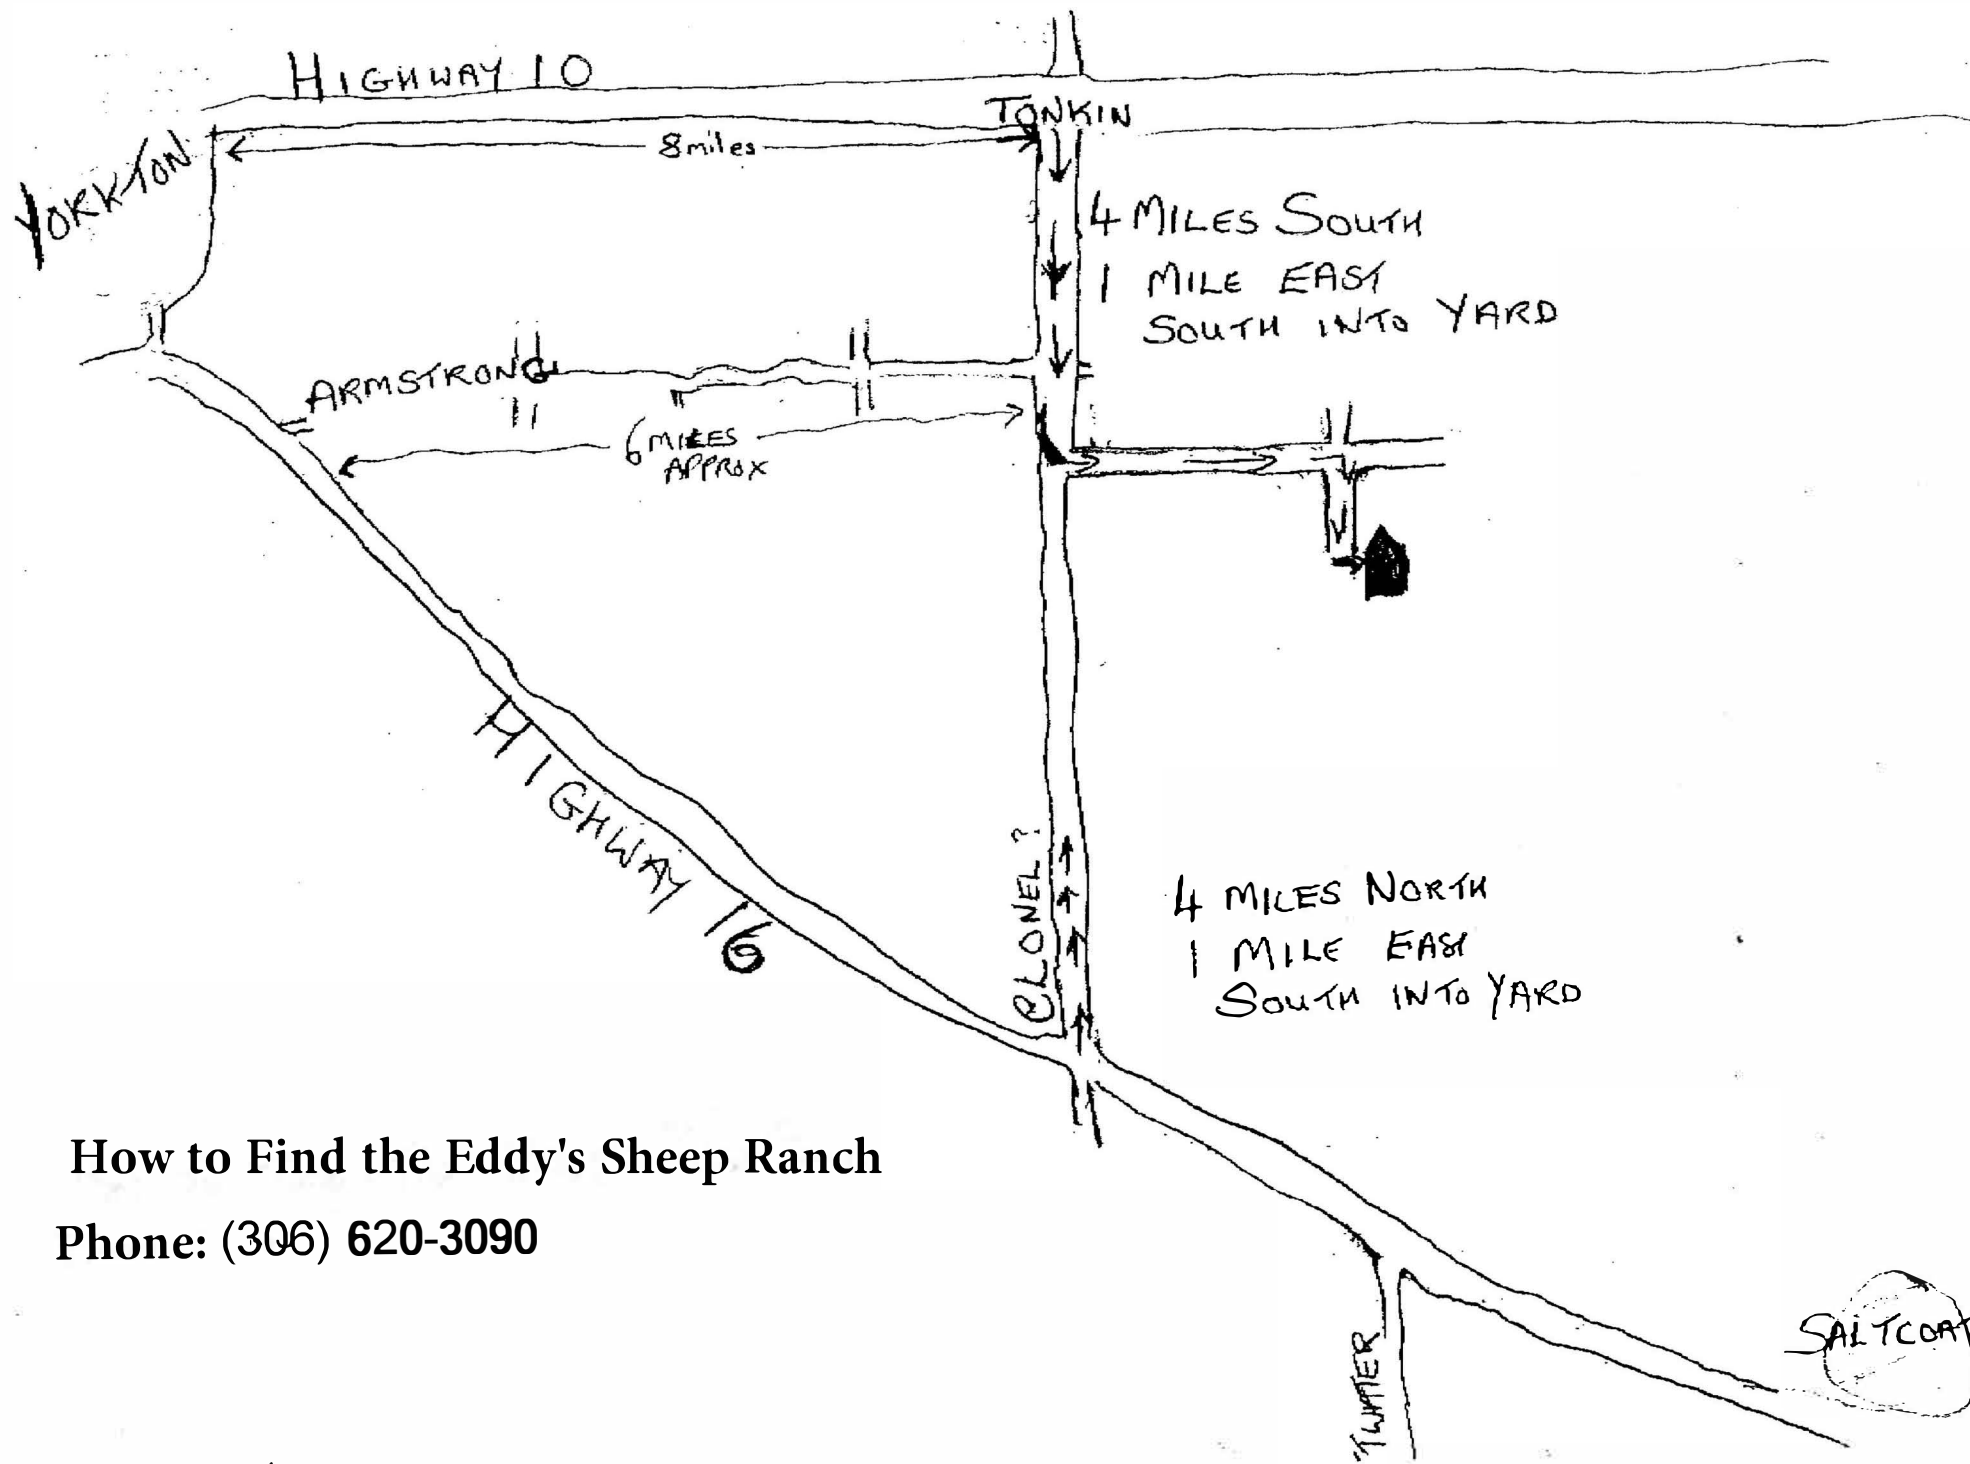 HIGHWAY 10
TONKIN
YORKTON
8 miles
4 MILES SOUTH
1 MILE EAST
SOUTH INTO YARD
ARMSTRONG
6 MILES
APPROX
HIGHWAY 16
CLONEL?
4 MILES NORTH
1 MILE EAST
SOUTH INTO YARD
How to Find the Eddy's Sheep Ranch
Phone: (306) 620-3090
SALTCOAT